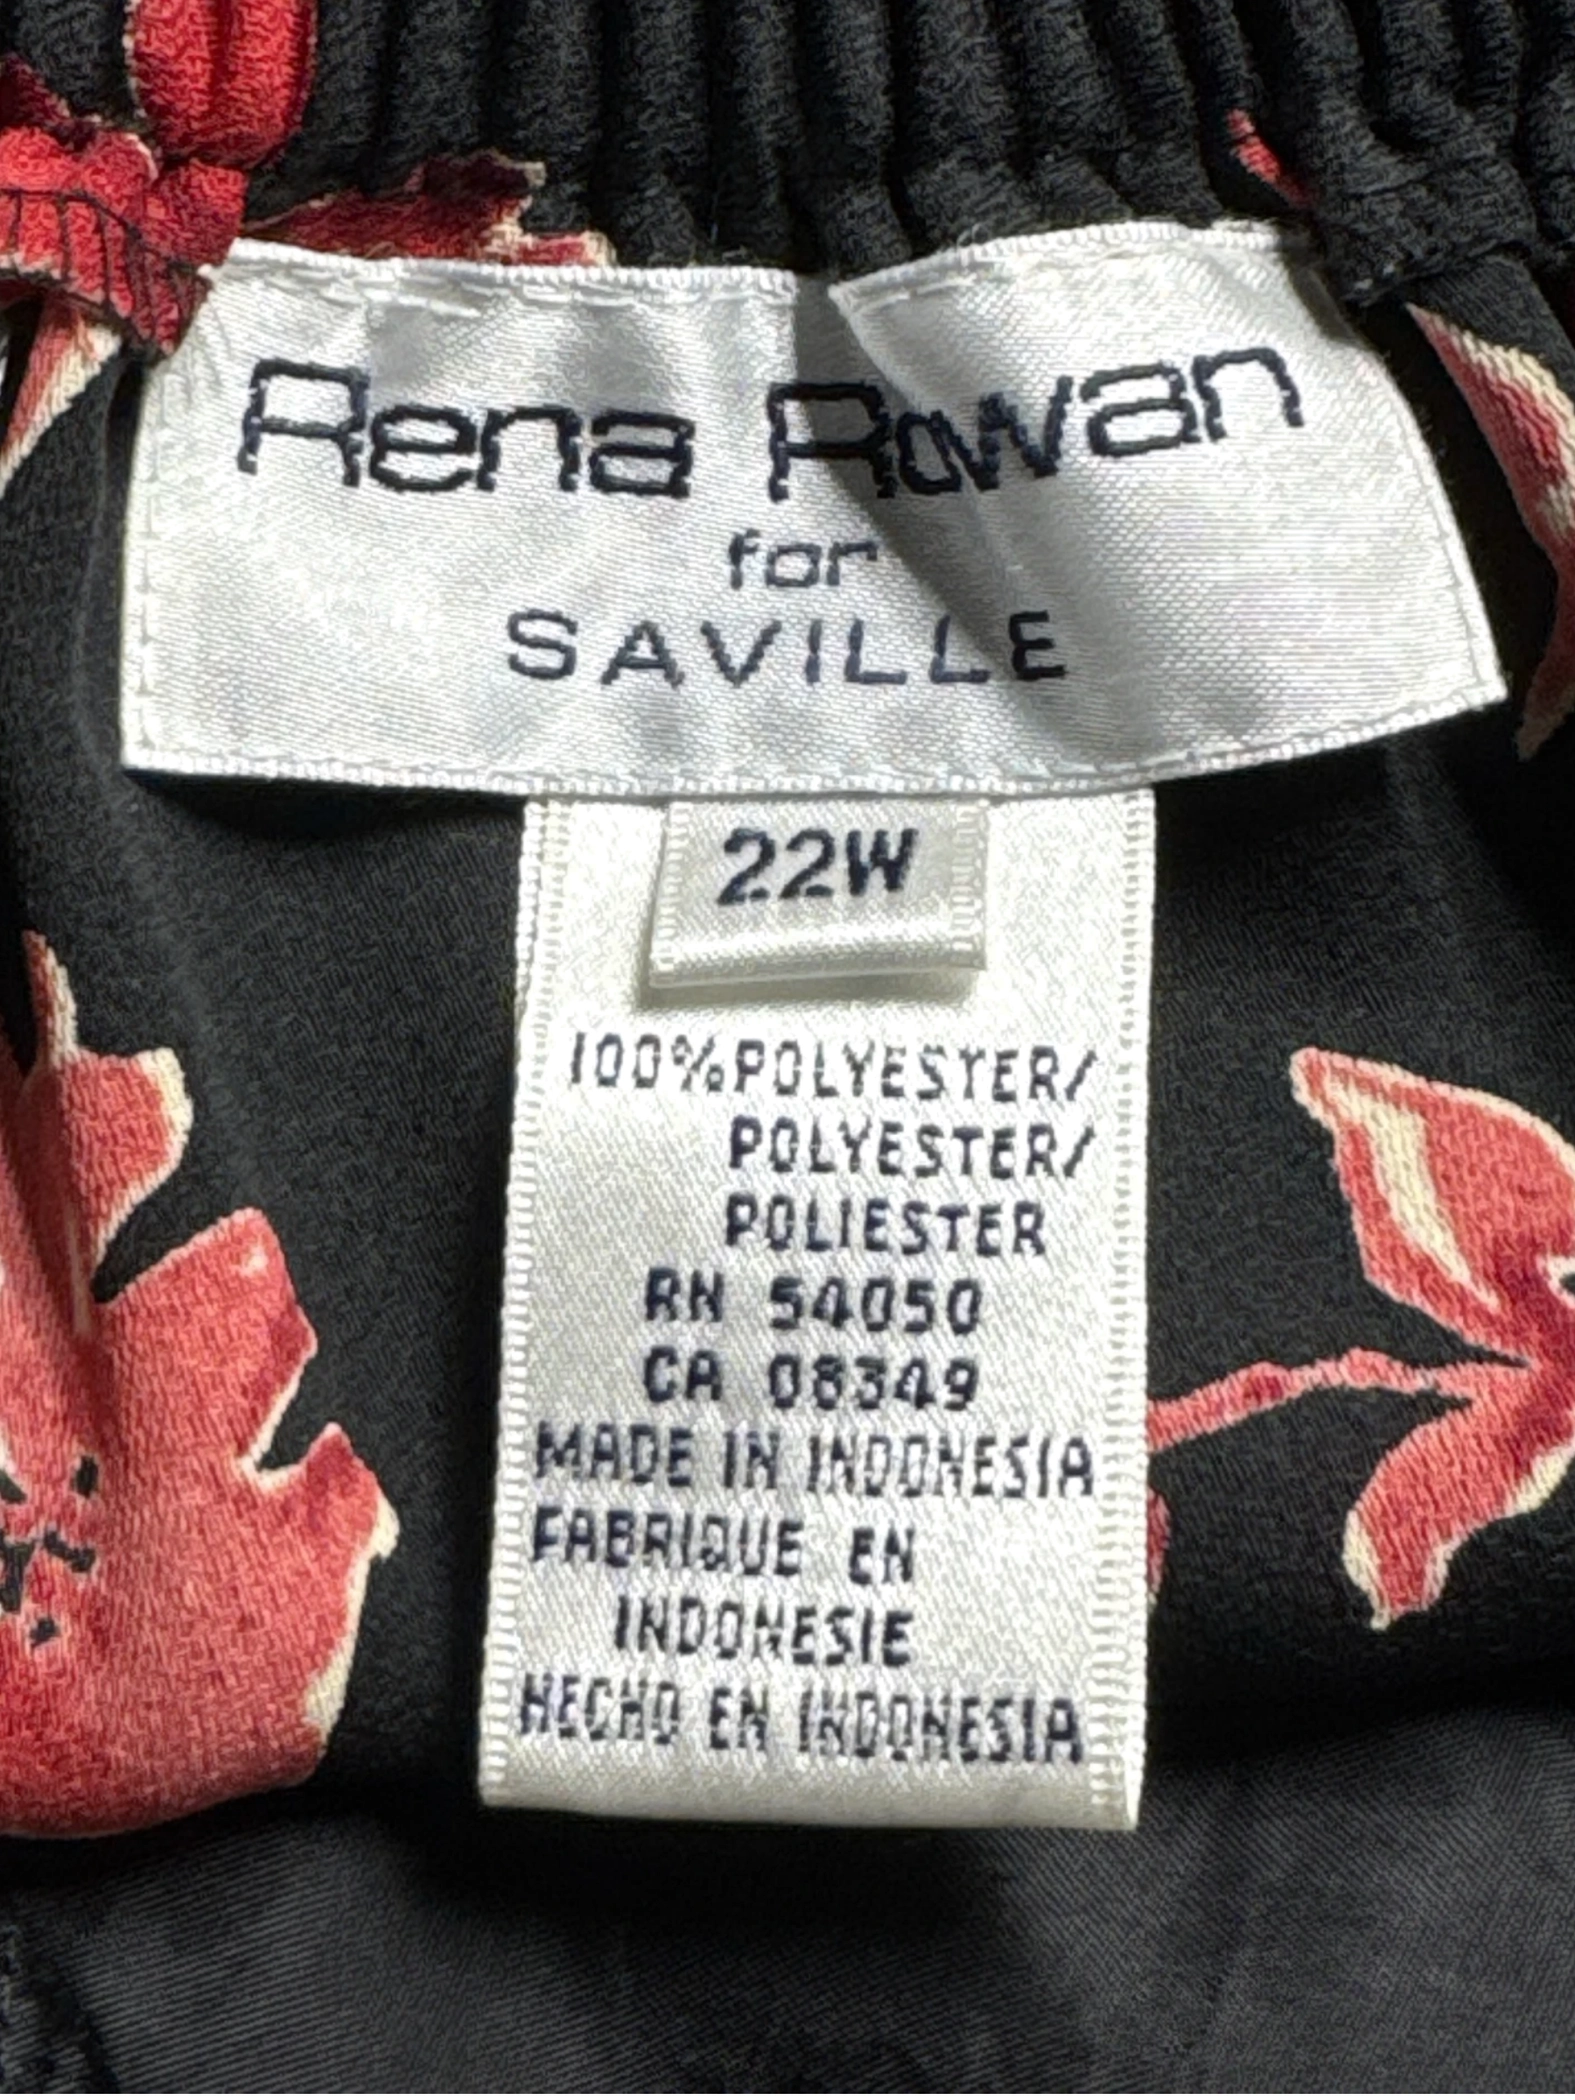 Rena Rowan
for
SAVILLE
22W
100%POLYESTER/
POLYESTER/
POLIESTER
RN 54050
CA 08349
MADE IN INDONESIA
FABRIQUE EN
INDONESIE
HECHO EN INDONESIA